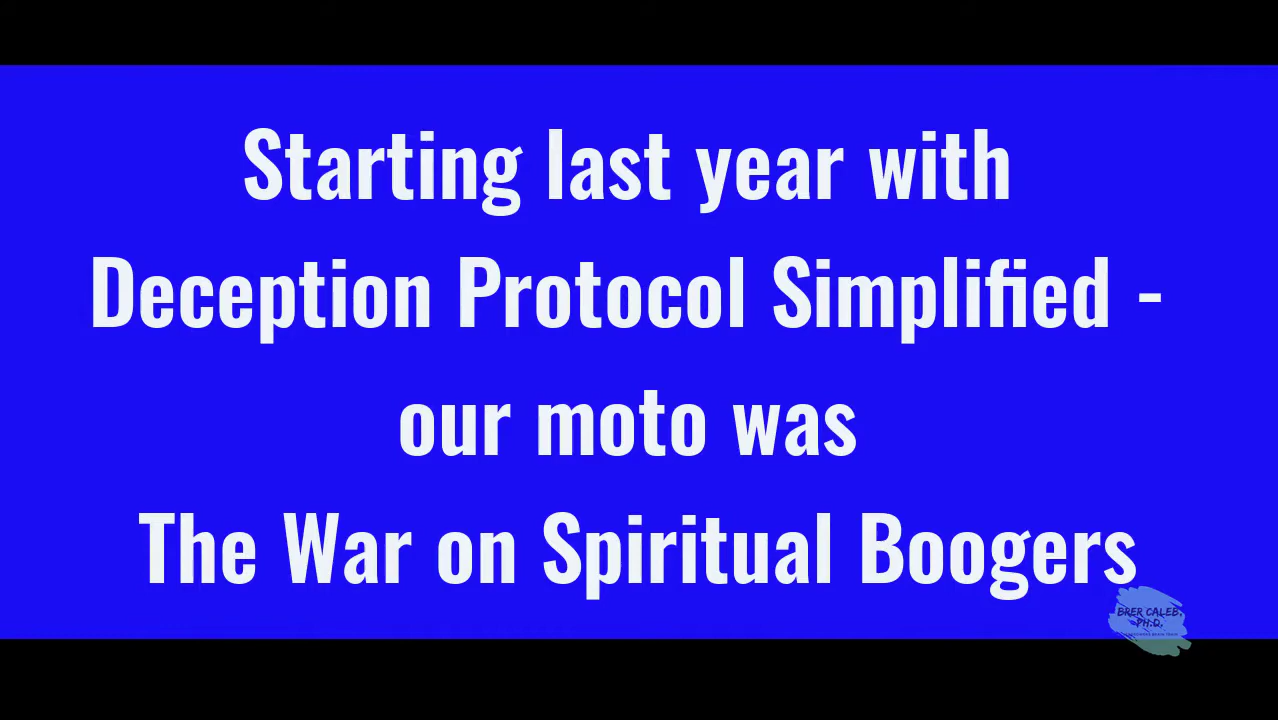 Starting last year with
Deception Protocol Simplified -
our moto was
The War on Spiritual Boogers
BRER CALEB,
PH.D.